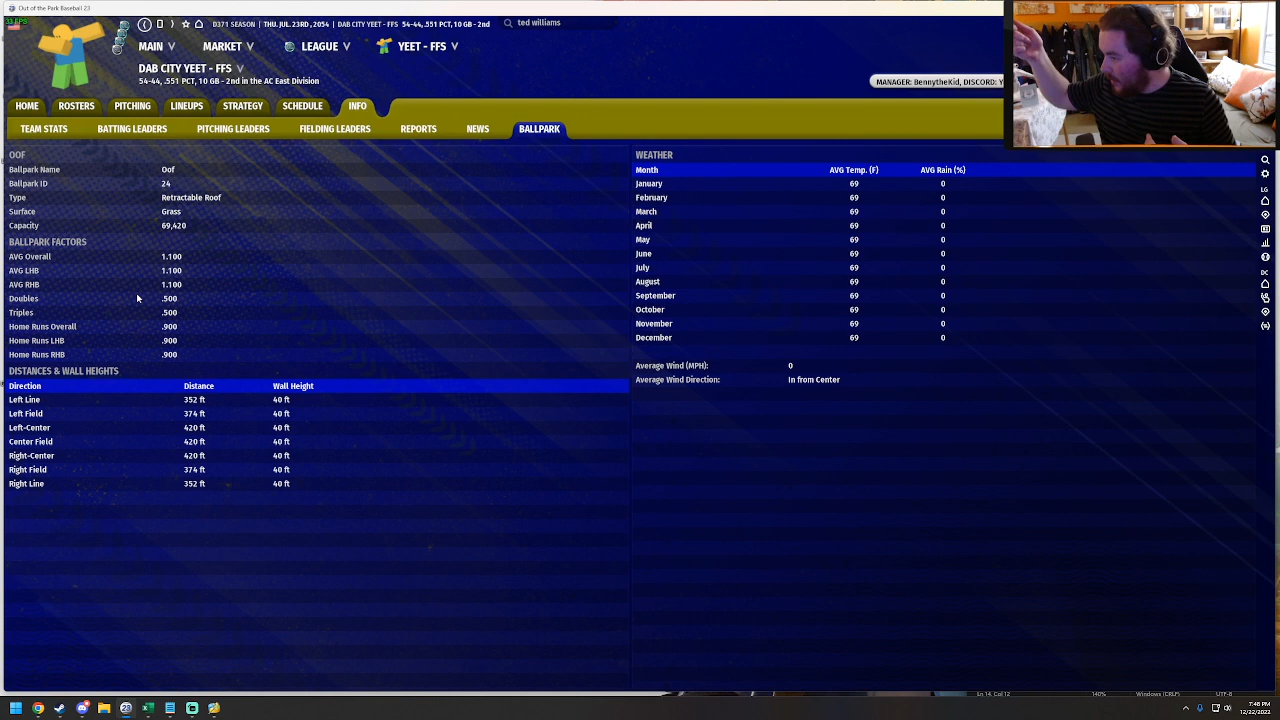 Out of the Park Baseball 23
D371 SEASON | THU. JUL. 23RD, 2054 | DAB CITY YEET - FFS 54-44, .551 PCT, 10 GB - 2nd
ted williams
MAIN MARKET LEAGUE YEET - FFS
DAB CITY YEET - FFS
54-44, .551 PCT, 10 GB - 2nd in the AC East Division
MANAGER: BennytheKid, DISCORD: Y
HOME ROSTERS PITCHING LINEUPS STRATEGY SCHEDULE INFO
TEAM STATS BATTING LEADERS PITCHING LEADERS FIELDING LEADERS REPORTS NEWS BALLPARK
OOF
Ballpark Name Oof
Ballpark ID 24
Type Retractable Roof
Surface Grass
Capacity 69,420
BALLPARK FACTORS
AVG Overall 1.100
AVG LHB 1.100
AVG RHB 1.100
Doubles .500
Triples .500
Home Runs Overall .900
Home Runs LHB .900
Home Runs RHB .900
DISTANCES & WALL HEIGHTS
Direction Distance Wall Height
Left Line 352 ft 40 ft
Left Field 374 ft 40 ft
Left-Center 420 ft 40 ft
Center Field 420 ft 40 ft
Right-Center 420 ft 40 ft
Right Field 374 ft 40 ft
Right Line 352 ft 40 ft
WEATHER
Month AVG Temp. (F) AVG Rain (%)
January 69 0
February 69 0
March 69 0
April 69 0
May 69 0
June 69 0
July 69 0
August 69 0
September 69 0
October 69 0
November 69 0
December 69 0
Average Wind (MPH): 0
Average Wind Direction: In from Center
LG
DC
Ln 14, Col 12 140% Windows (CRLF) UTF-8
7:48 PM
12/22/2022